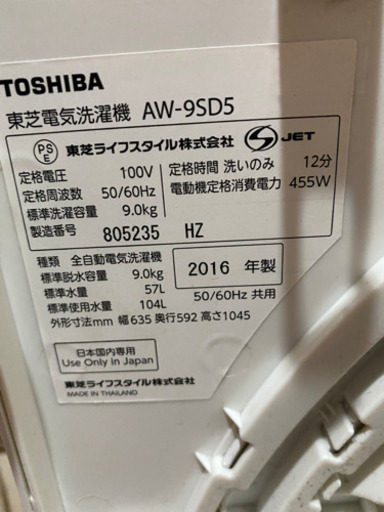 TOSHIBA
東芝電気洗濯機 AW-9SD5
PS E 東芝ライフスタイル株式会社 S JET
定格電圧 100V
定格周波数 50/60Hz
標準洗濯容量 9.0kg
製造番号 805235 HZ
定格時間 洗いのみ 12分
電動機定格消費電力 455W
種類 全自動電気洗濯機
標準脱水容量 9.0kg
標準水量 57L
標準使用水量 104L
2016 年製
50/60Hz 共用
外形寸法mm 幅635 奥行592 高さ1045
日本国内専用
Use Only in Japan
東芝ライフスタイル株式会社
MADE IN THAILAND